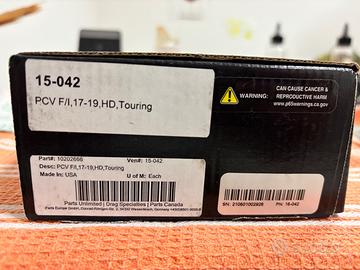 15-042
PCV F/I,17-19,HD,Touring
WARNING:
CAN CAUSE CANCER &
REPRODUCTIVE HARM
www.p65warnings.ca.gov
Part#: 10202666 Ven#: 15-042
Desc: PCV F/I,17-19,HD,Touring
Made In: USA U of M: Each
Parts Unlimited | Drag Specialties | Parts Canada
SN: 210601002926 PN: 15-042